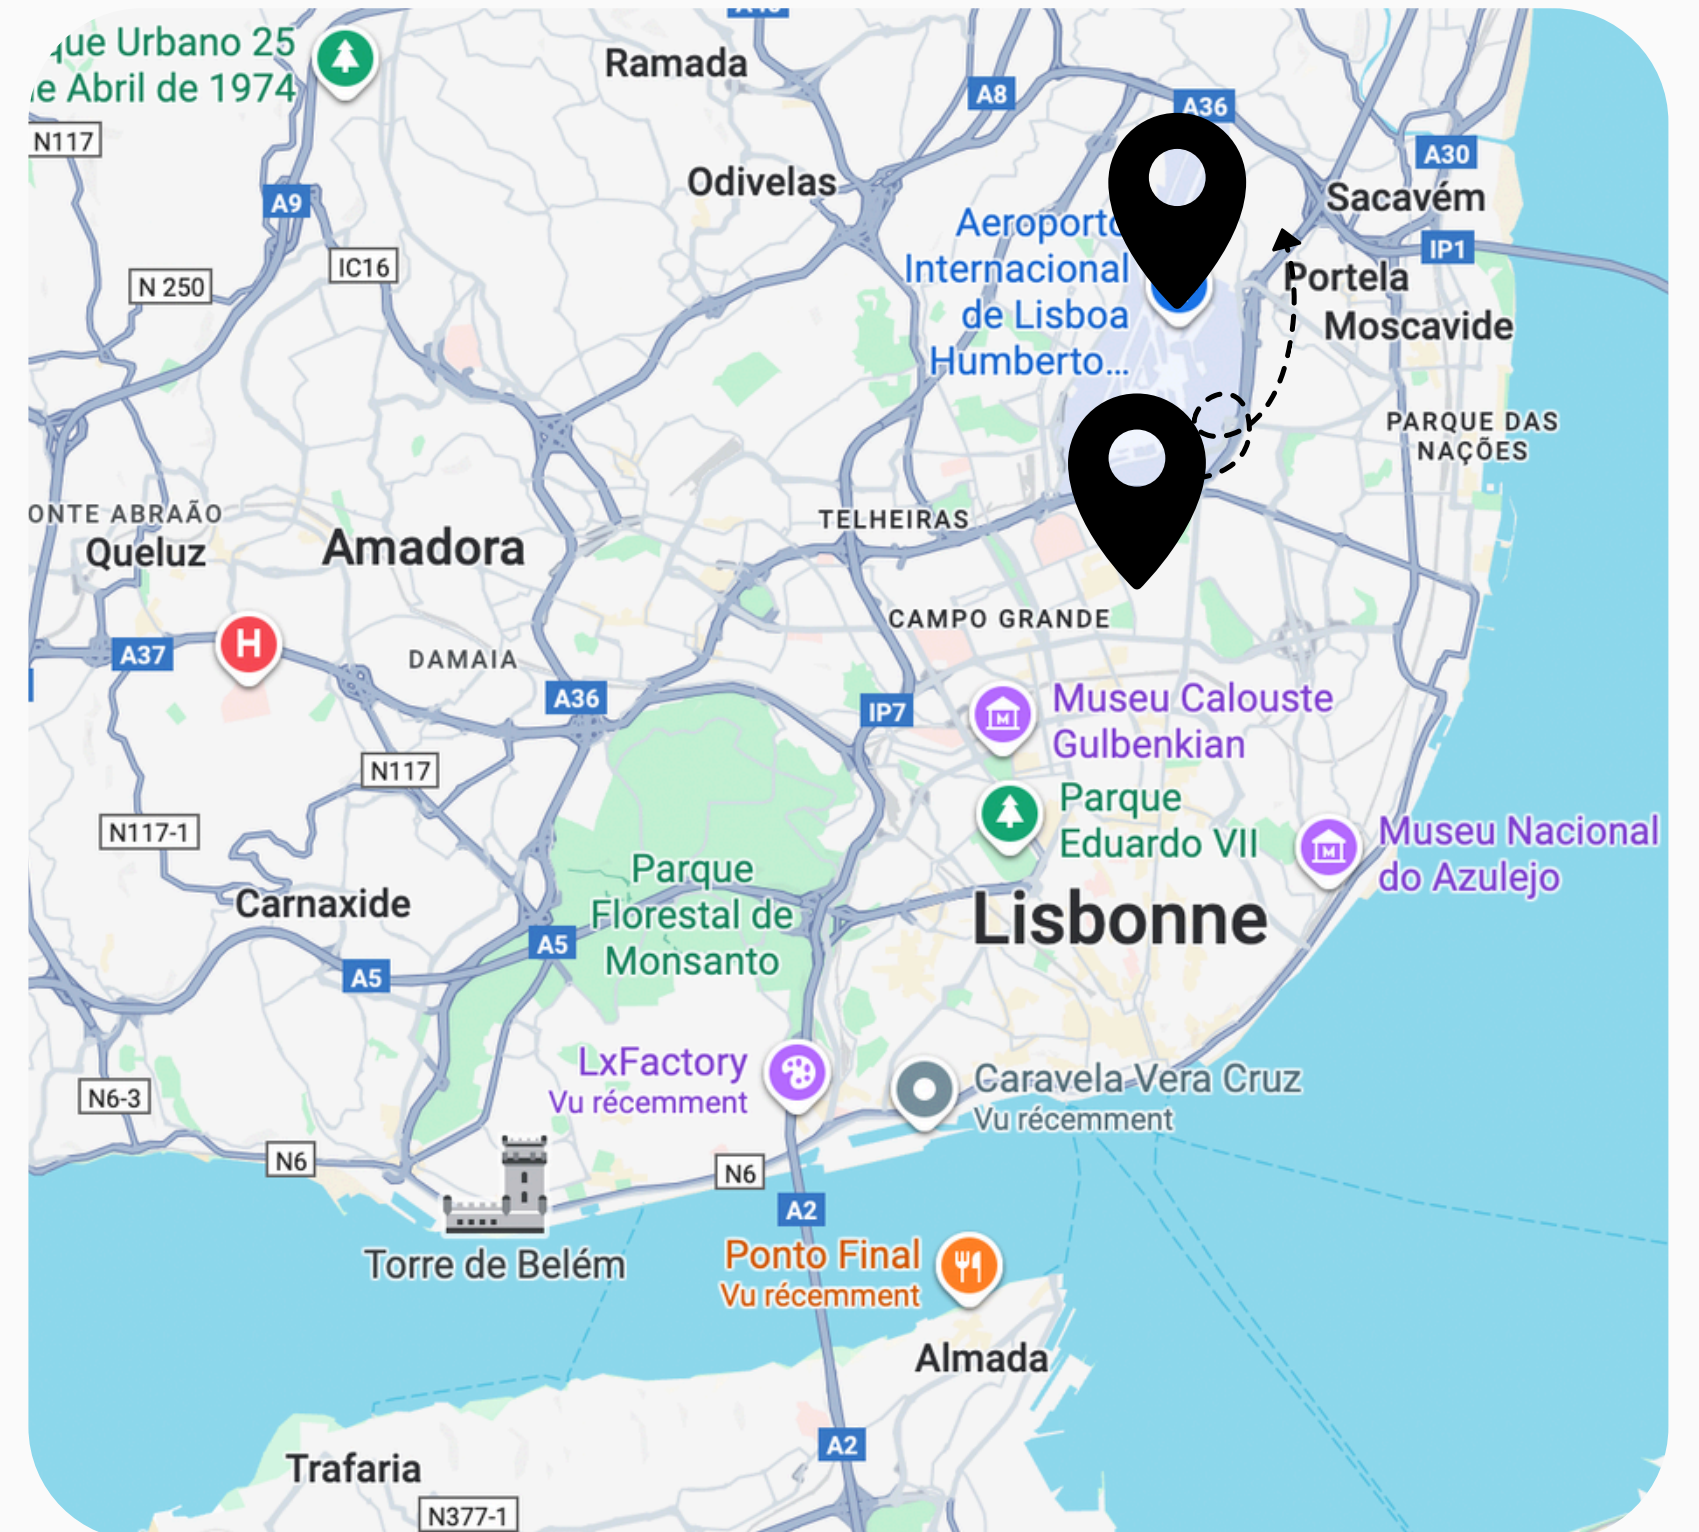 que Urbano 25
e Abril de 1974
Ramada
A8
A36
N117
A30
Odivelas
A9
Sacavém
Aeroporto
Internacional
de Lisboa
Humberto...
IP1
IC16
N 250
Portela
Moscavide
PARQUE DAS
NAÇÕES
ONTE ABRAÃO
Queluz
Amadora
TELHEIRAS
CAMPO GRANDE
H
A37
DAMAIA
A36
IP7
Museu Calouste
Gulbenkian
N117
Parque
Eduardo VII
N117-1
Museu Nacional
do Azulejo
Parque
Florestal de
Monsanto
Carnaxide
Lisbonne
A5
A5
LxFactory
Vu récemment
Caravela Vera Cruz
Vu récemment
N6-3
N6
N6
A2
Torre de Belém
Ponto Final
Vu récemment
Almada
A2
Trafaria
N377-1